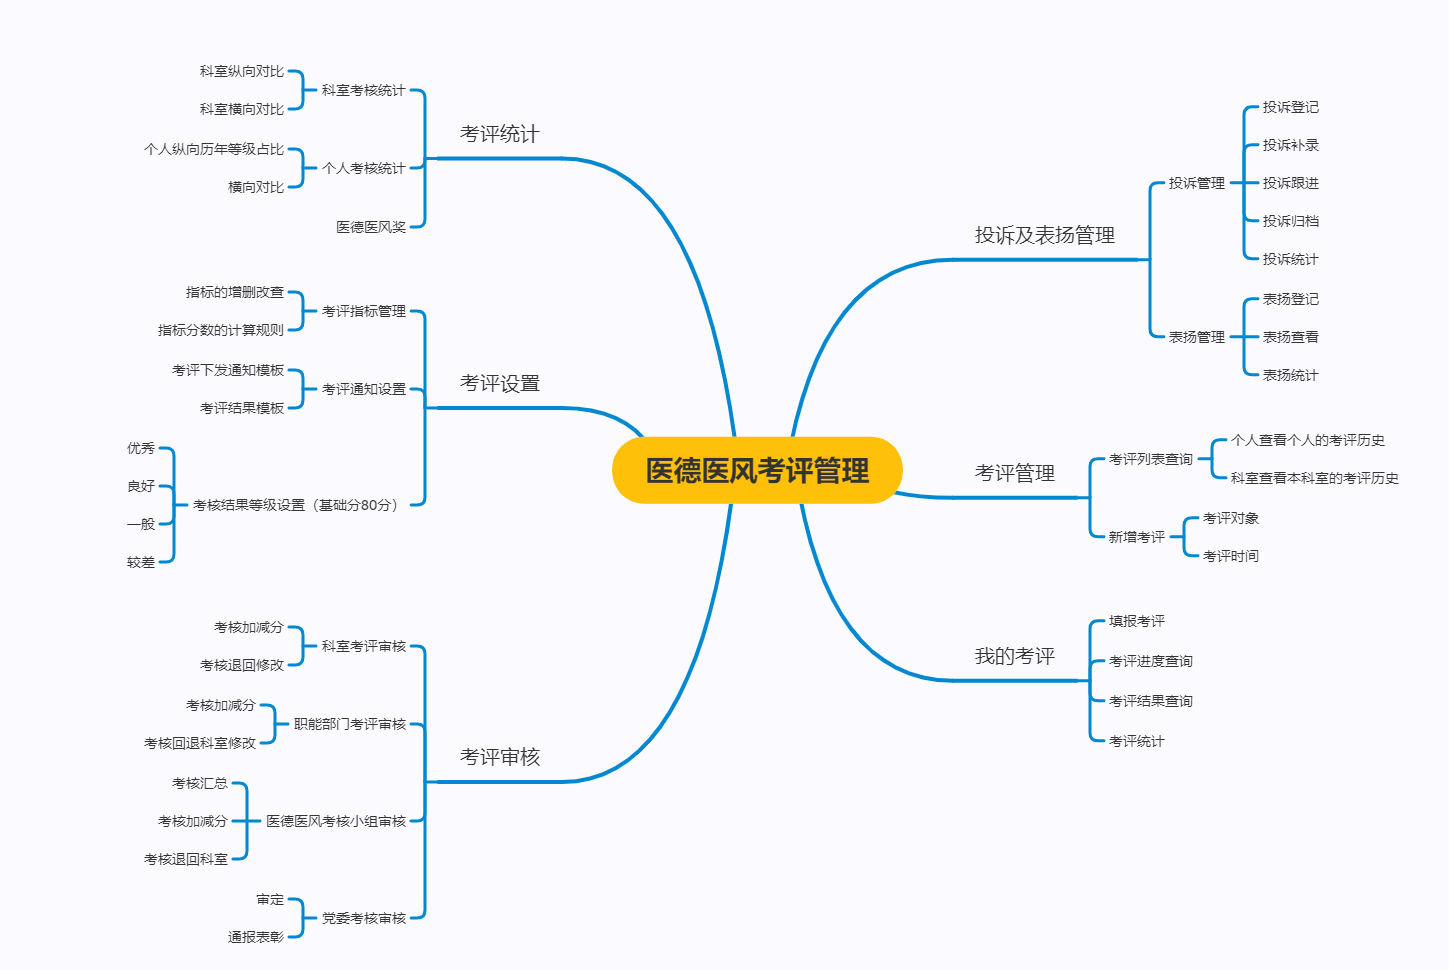 医德医风考评管理
考评统计
科室考核统计
科室纵向对比
科室横向对比
个人考核统计
个人纵向历年等级占比
横向对比
医德医风奖
考评设置
考评指标管理
指标的增删改查
指标分数的计算规则
考评通知设置
考评下发通知模板
考评结果模板
考核结果等级设置（基础分80分）
优秀
良好
一般
较差
考评审核
科室考评审核
考核加减分
考核退回修改
职能部门考评审核
考核加减分
考核回退科室修改
医德医风考核小组审核
考核汇总
考核加减分
考核退回科室
党委考核审核
审定
通报表彰
投诉及表扬管理
投诉管理
投诉登记
投诉补录
投诉跟进
投诉归档
投诉统计
表扬管理
表扬登记
表扬查看
表扬统计
考评管理
考评列表查询
个人查看个人的考评历史
科室查看本科室的考评历史
新增考评
考评对象
考评时间
我的考评
填报考评
考评进度查询
考评结果查询
考评统计